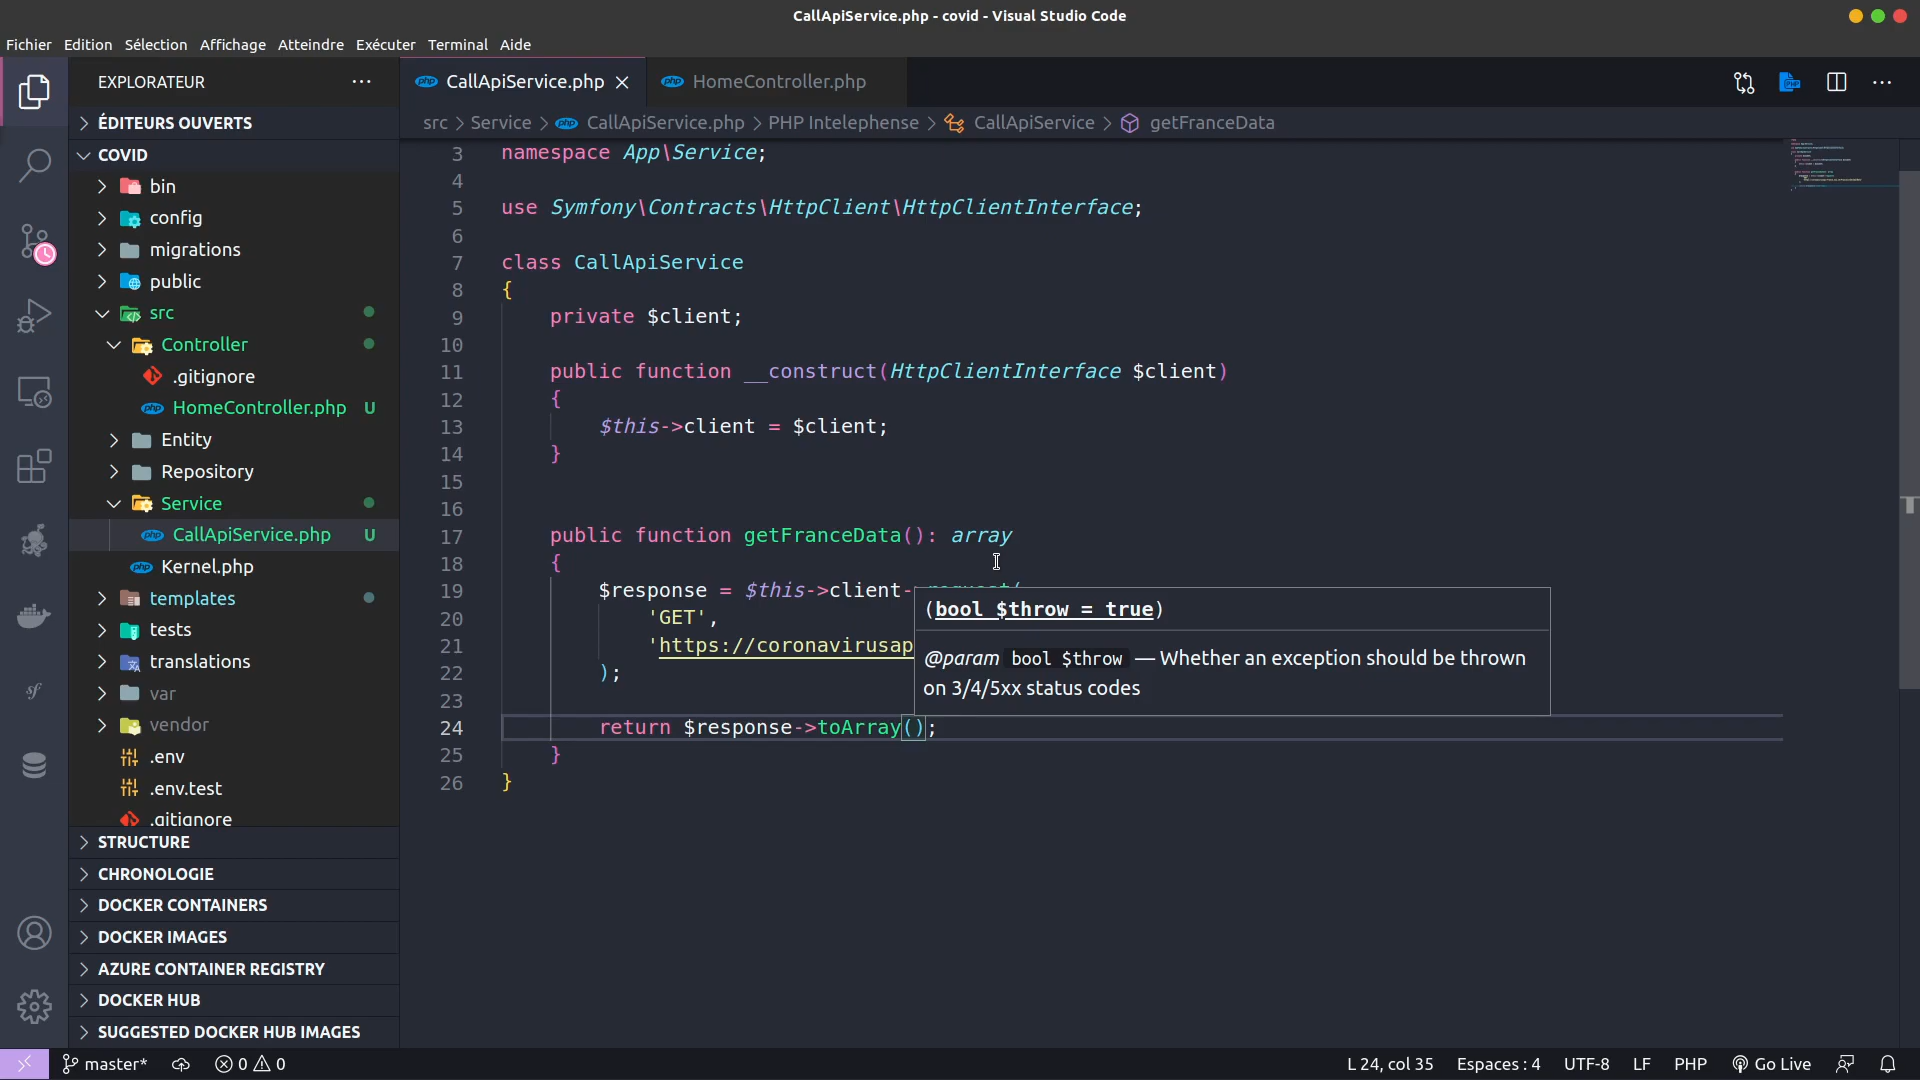 CallApiService.php - covid - Visual Studio Code
Fichier Edition Sélection Affichage Atteindre Exécuter Terminal Aide
EXPLORATEUR
ÉDITEURS OUVERTS
COVID
bin
config
migrations
public
src
Controller
.gitignore
HomeController.php U
Entity
Repository
Service
CallApiService.php U
Kernel.php
templates
tests
translations
var
vendor
.env
.env.test
.gitignore
STRUCTURE
CHRONOLOGIE
DOCKER CONTAINERS
DOCKER IMAGES
AZURE CONTAINER REGISTRY
DOCKER HUB
SUGGESTED DOCKER HUB IMAGES
php CallApiService.php php HomeController.php
src > Service > php CallApiService.php > PHP Intelephense > CallApiService > getFranceData
3 namespace App\Service;
4
5 use Symfony\Contracts\HttpClient\HttpClientInterface;
6
7 class CallApiService
8 {
9 private $client;
10
11 public function __construct(HttpClientInterface $client)
12 {
13 $this->client = $client;
14 }
15
16
17 public function getFranceData(): array
18 {
19 $response = $this->client-
20 'GET',
21 'https://coronavirusap
22 );
23
24 return $response->toArray();
25 }
26 }
(bool $throw = true)
@param bool $throw — Whether an exception should be thrown
on 3/4/5xx status codes
master* 0 0 L 24, col 35 Espaces : 4 UTF-8 LF PHP Go Live